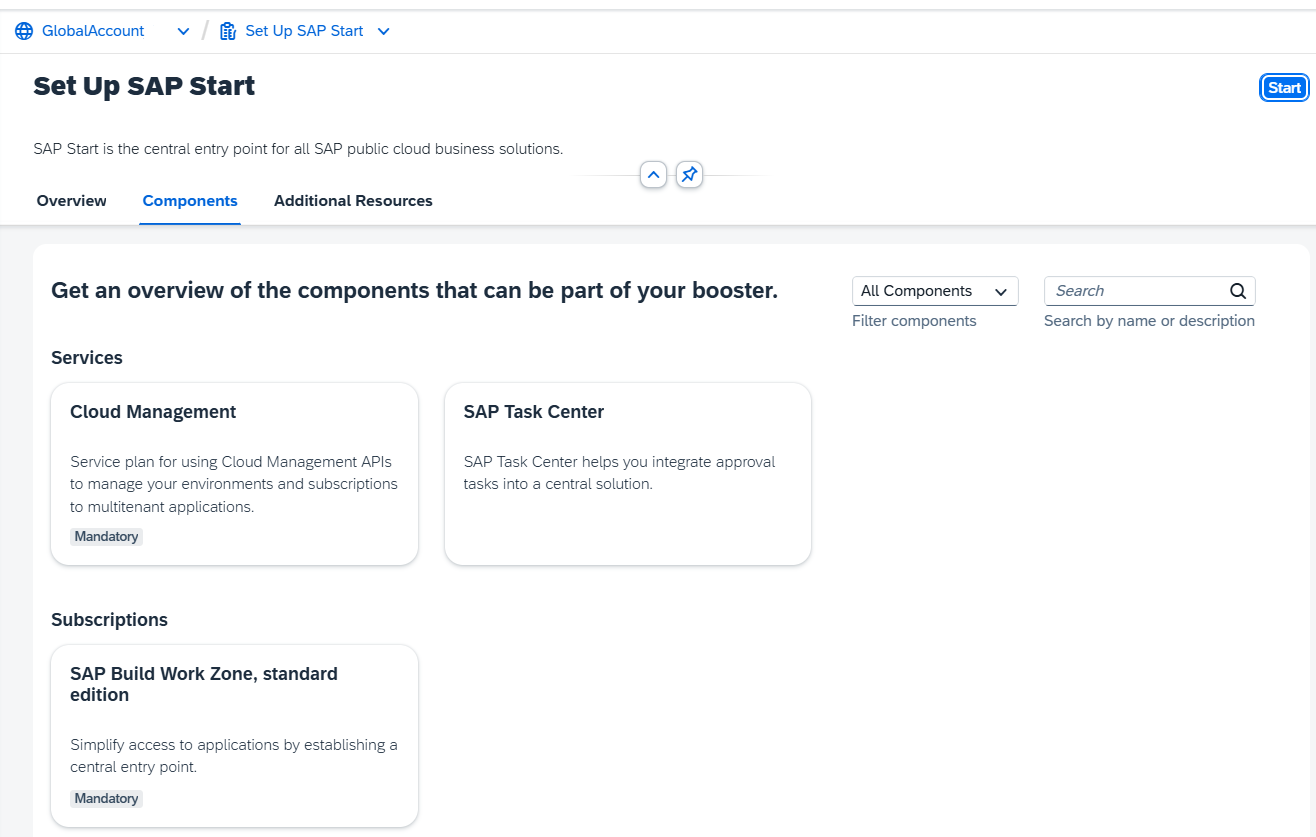 GlobalAccount / Set Up SAP Start
Set Up SAP Start
Start
SAP Start is the central entry point for all SAP public cloud business solutions.
Overview Components Additional Resources
Get an overview of the components that can be part of your booster.
All Components
Search
Filter components
Search by name or description
Services
Cloud Management
Service plan for using Cloud Management APIs
to manage your environments and subscriptions
to multitenant applications.
Mandatory
SAP Task Center
SAP Task Center helps you integrate approval
tasks into a central solution.
Subscriptions
SAP Build Work Zone, standard
edition
Simplify access to applications by establishing a
central entry point.
Mandatory